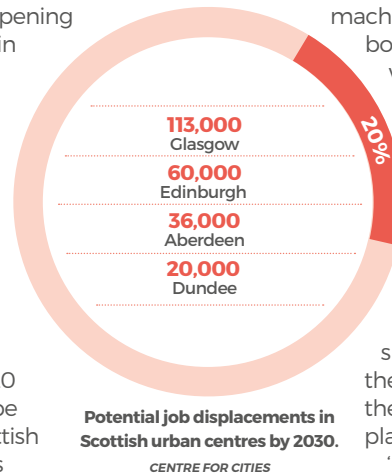 pening
in
mach
bo
20%
113,000
Glasgow
60,000
Edinburgh
36,000
Aberdeen
20,000
Dundee
s
0
the
be
the
tish
pla
Potential job displacements in
Scottish urban centres by 2030.
CENTRE FOR CITIES